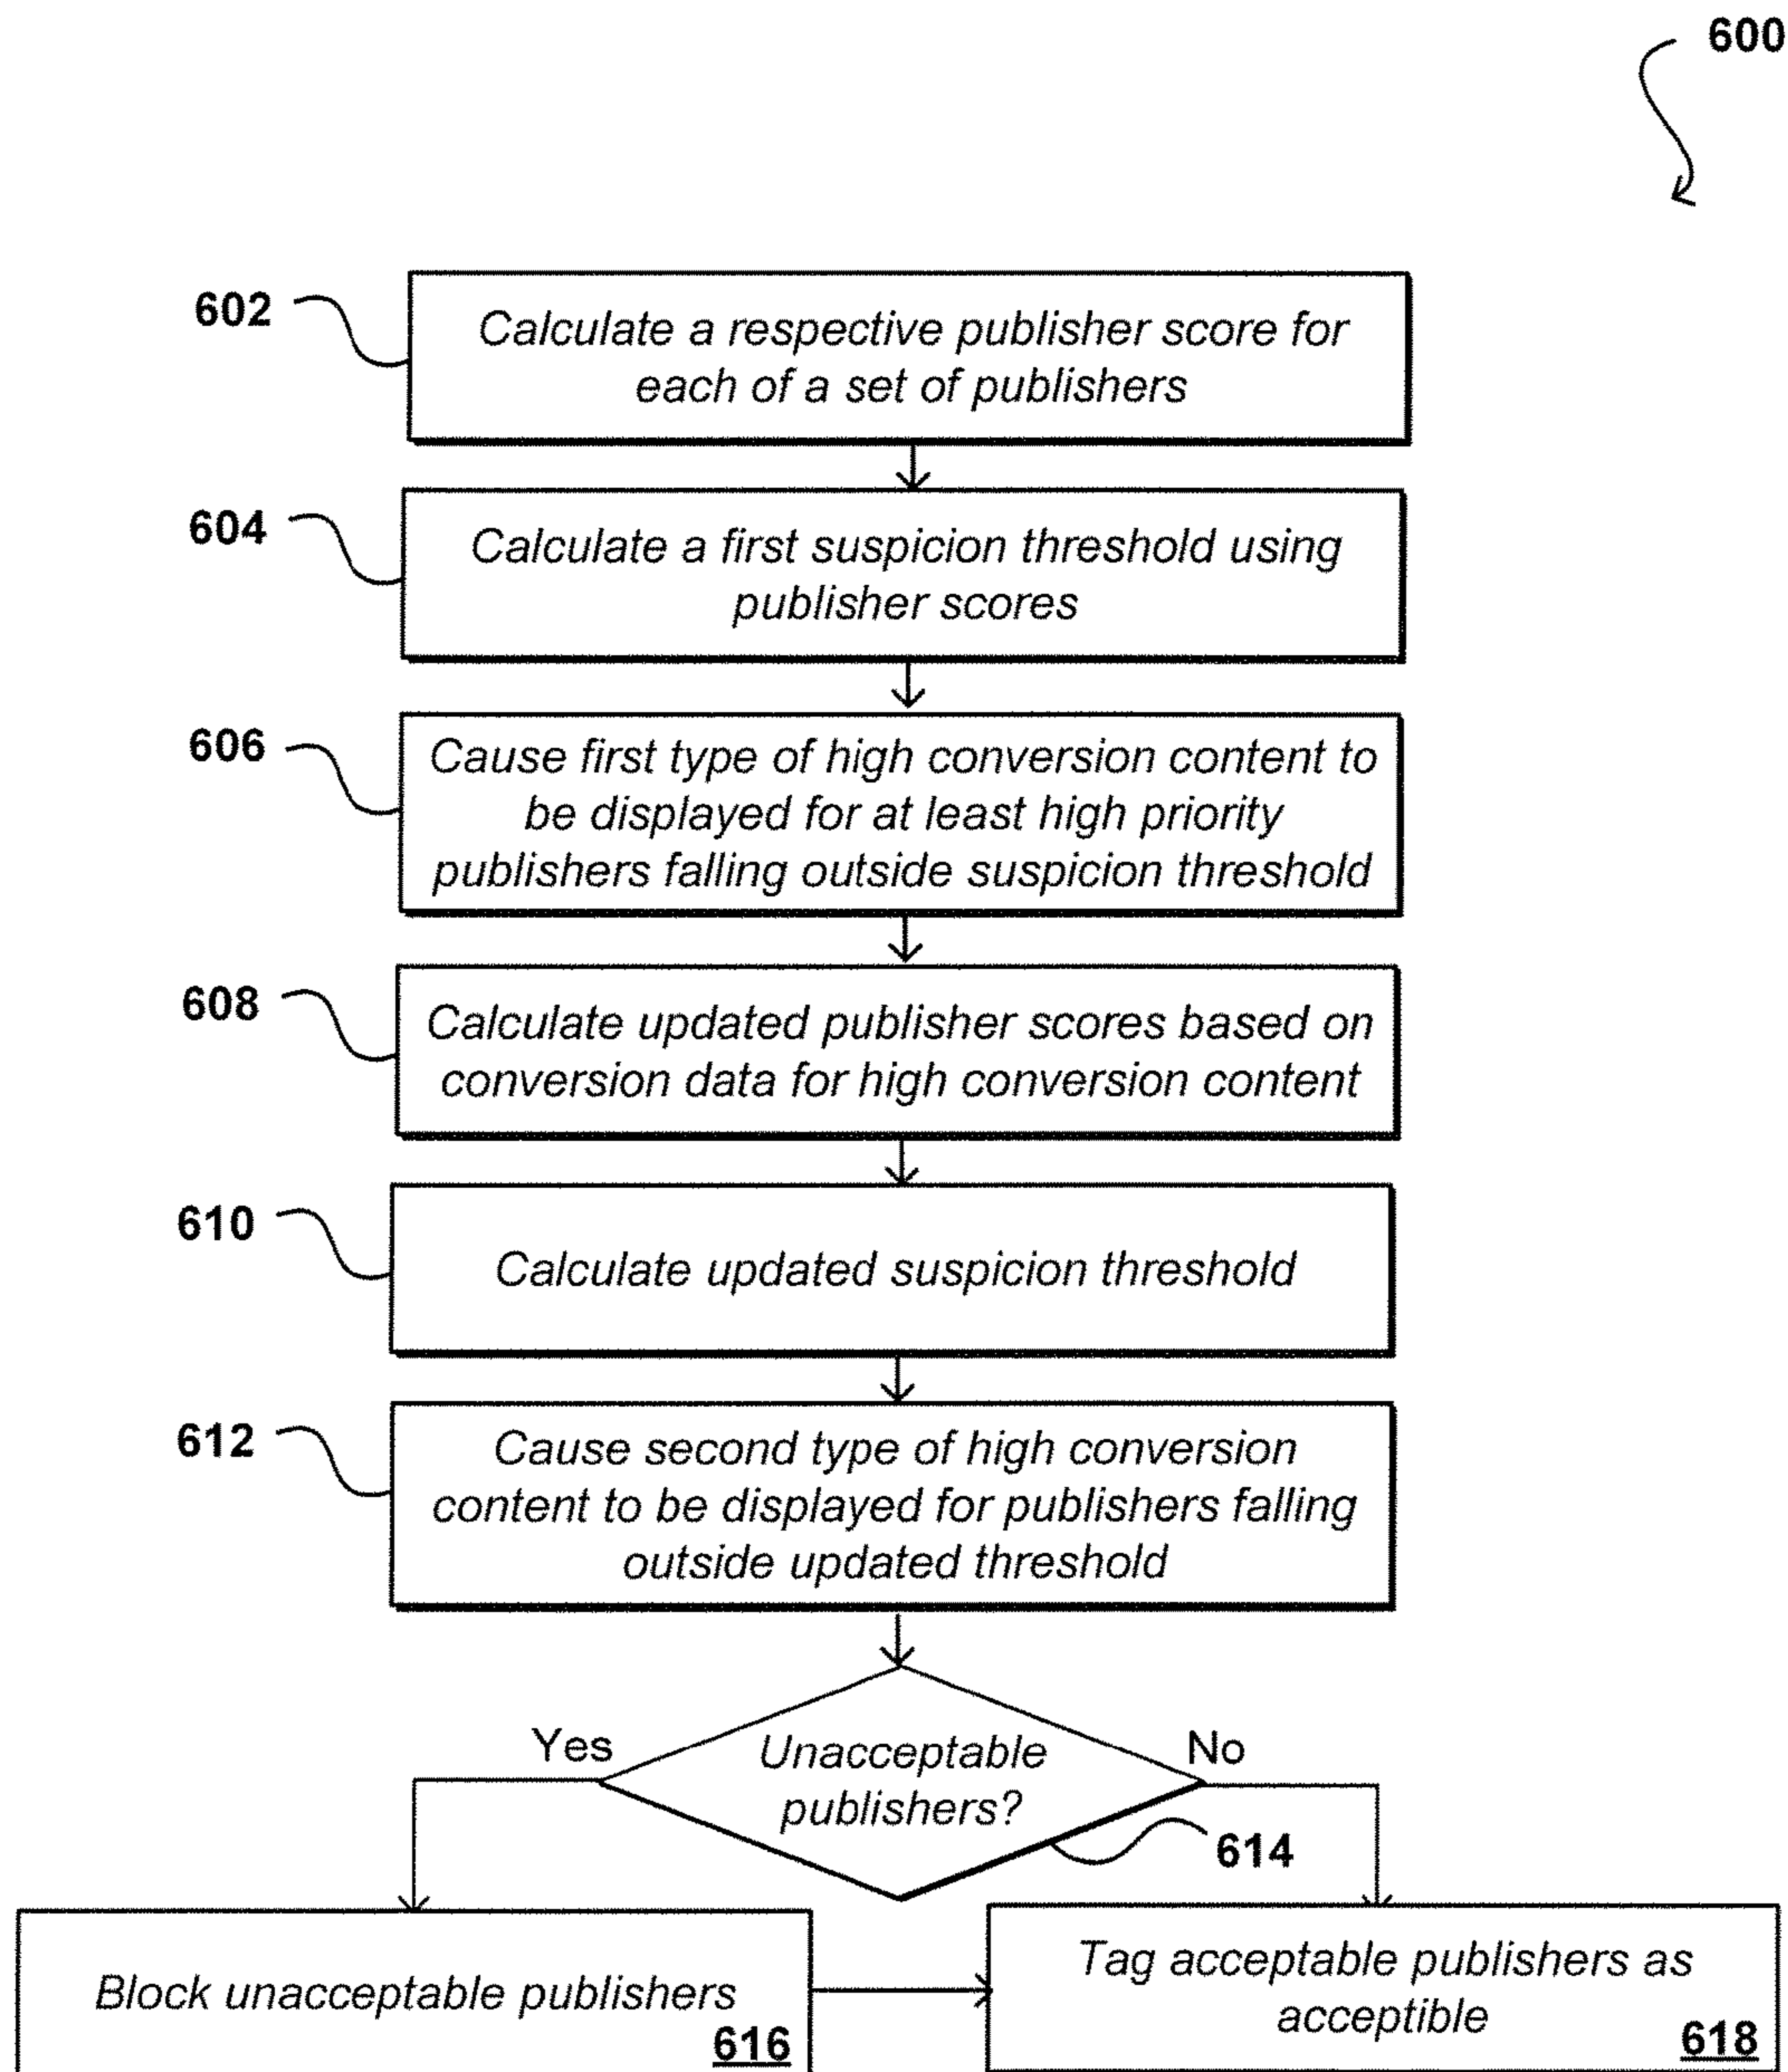 600
602
Calculate a respective publisher score for
each of a set of publishers
604
Calculate a first suspicion threshold using
publisher scores
606
Cause first type of high conversion content to
be displayed for at least high priority
publishers falling outside suspicion threshold
608
Calculate updated publisher scores based on
conversion data for high conversion content
610
Calculate updated suspicion threshold
612
Cause second type of high conversion
content to be displayed for publishers falling
outside updated threshold
Yes
Unacceptable
publishers?
No
614
Block unacceptable publishers
616
Tag acceptable publishers as
acceptible
618